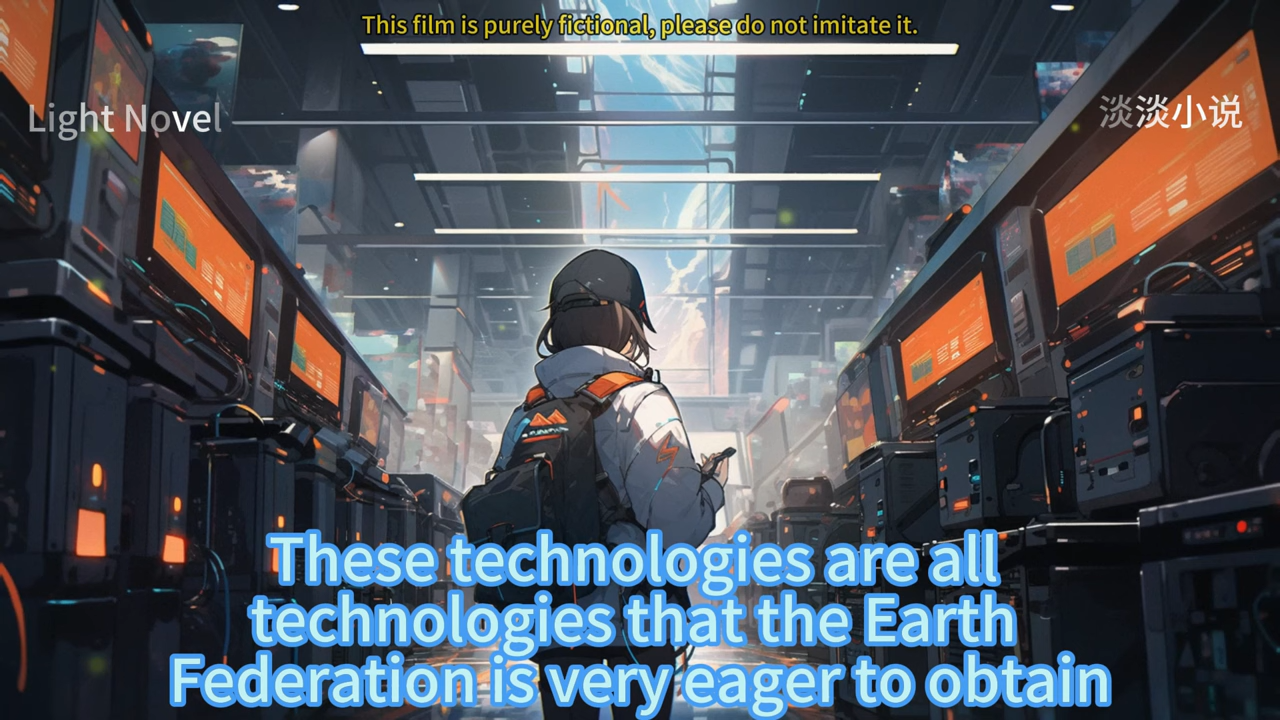 This film is purely fictional, please do not imitate it.
Light Novel
淡淡小说
These technologies are all
technologies that the Earth
Federation is very eager to obtain